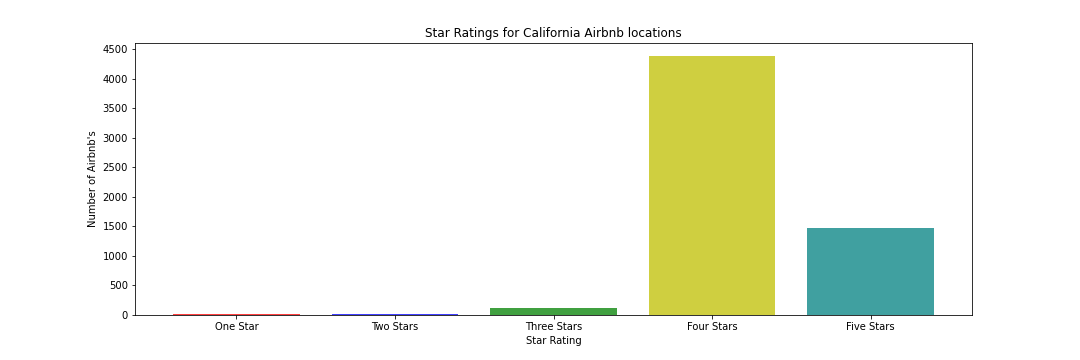 Star Ratings for California Airbnb locations
Number of Airbnb's
4500
4000
3500
3000
2500
2000
1500
1000
500
0
One Star
Two Stars
Three Stars
Four Stars
Five Stars
Star Rating